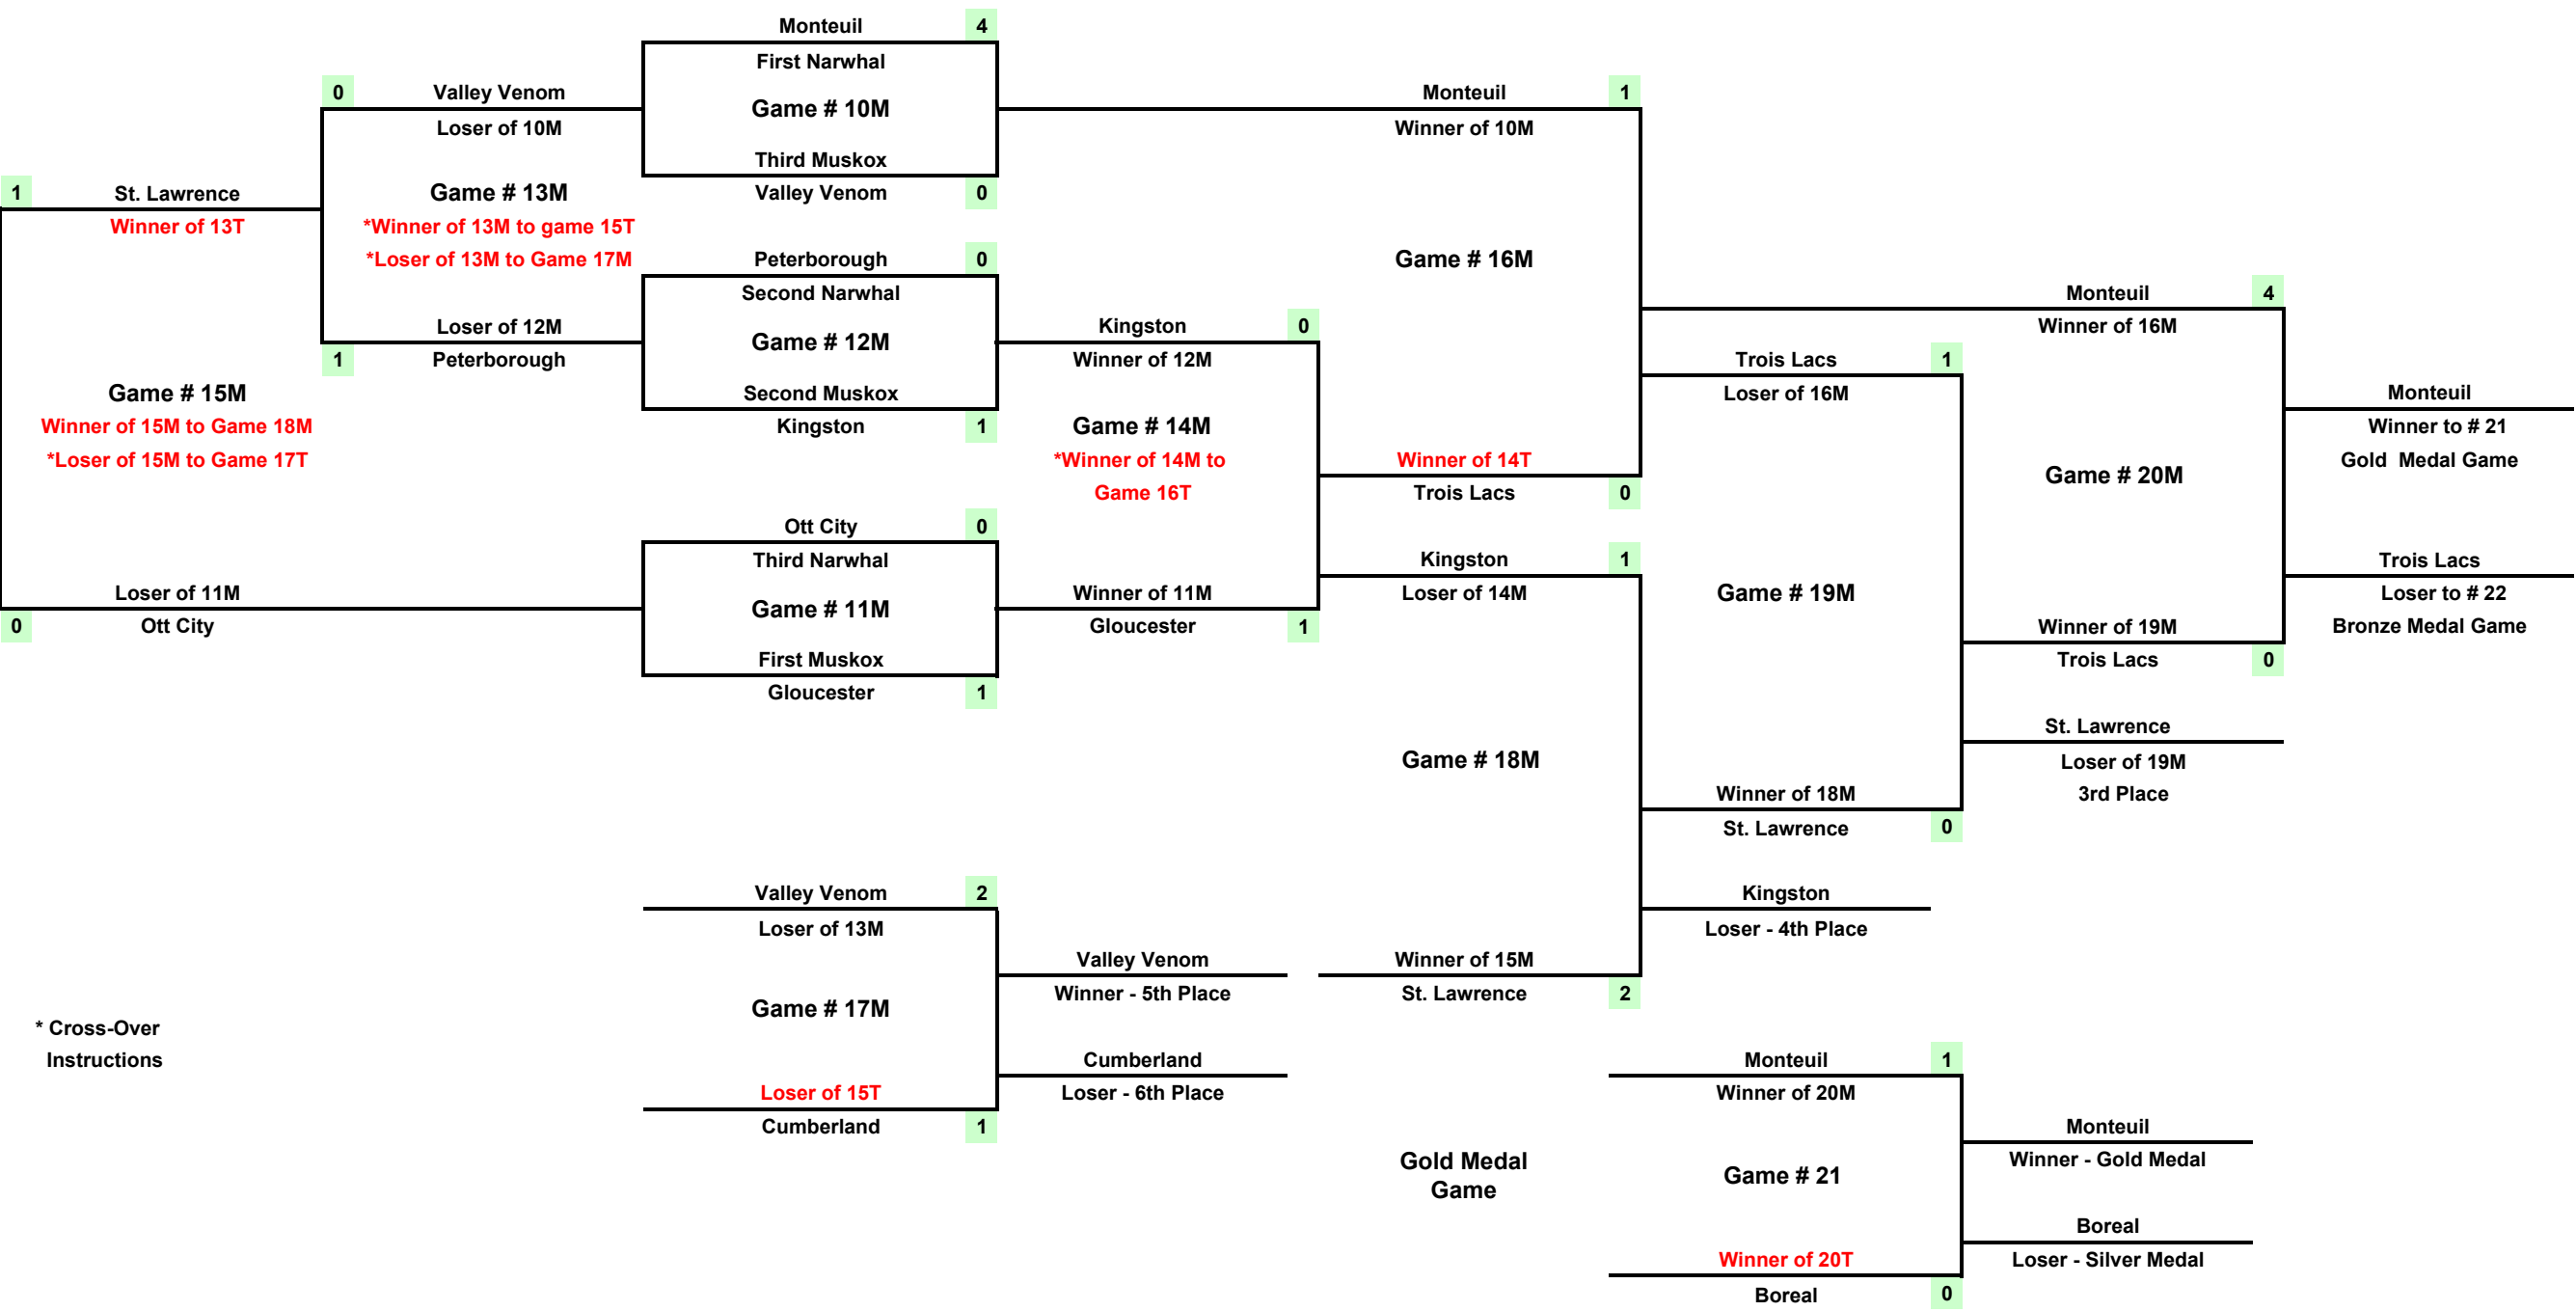 Monteuil 4
First Narwhal
0 Valley Venom
Game # 10M
Monteuil 1
Loser of 10M
Winner of 10M
Third Muskox
1 St. Lawrence
Game # 13M
Valley Venom 0
Winner of 13T
*Winner of 13M to game 15T
*Loser of 13M to Game 17M
Peterborough 0
Game # 16M
Second Narwhal
Monteuil 4
Loser of 12M
Kingston 0
Winner of 16M
Game # 12M
1 Peterborough
Winner of 12M
Trois Lacs 1
Game # 15M
Second Muskox
Loser of 16M
Monteuil
Winner of 15M to Game 18M
Kingston 1
Game # 14M
Winner to # 21
*Loser of 15M to Game 17T
*Winner of 14M to
Winner of 14T
Gold Medal Game
Game # 20M
Game 16T
Trois Lacs 0
Ott City 0
Third Narwhal
Kingston 1
Trois Lacs
Loser of 11M
Winner of 11M
Loser of 14M
Game # 19M
Loser to # 22
Game # 11M
0 Ott City
Gloucester 1
Winner of 19M
Bronze Medal Game
First Muskox
Trois Lacs 0
Gloucester 1
St. Lawrence
Game # 18M
Loser of 19M
Winner of 18M
3rd Place
St. Lawrence 0
Valley Venom 2
Kingston
Loser of 13M
Loser - 4th Place
Valley Venom
Winner of 15M
Winner - 5th Place
St. Lawrence 2
Game # 17M
* Cross-Over
Instructions
Cumberland
Monteuil 1
Loser of 15T
Loser - 6th Place
Winner of 20M
Cumberland 1
Monteuil
Gold Medal
Game
Winner - Gold Medal
Game # 21
Boreal
Winner of 20T
Loser - Silver Medal
Boreal 0